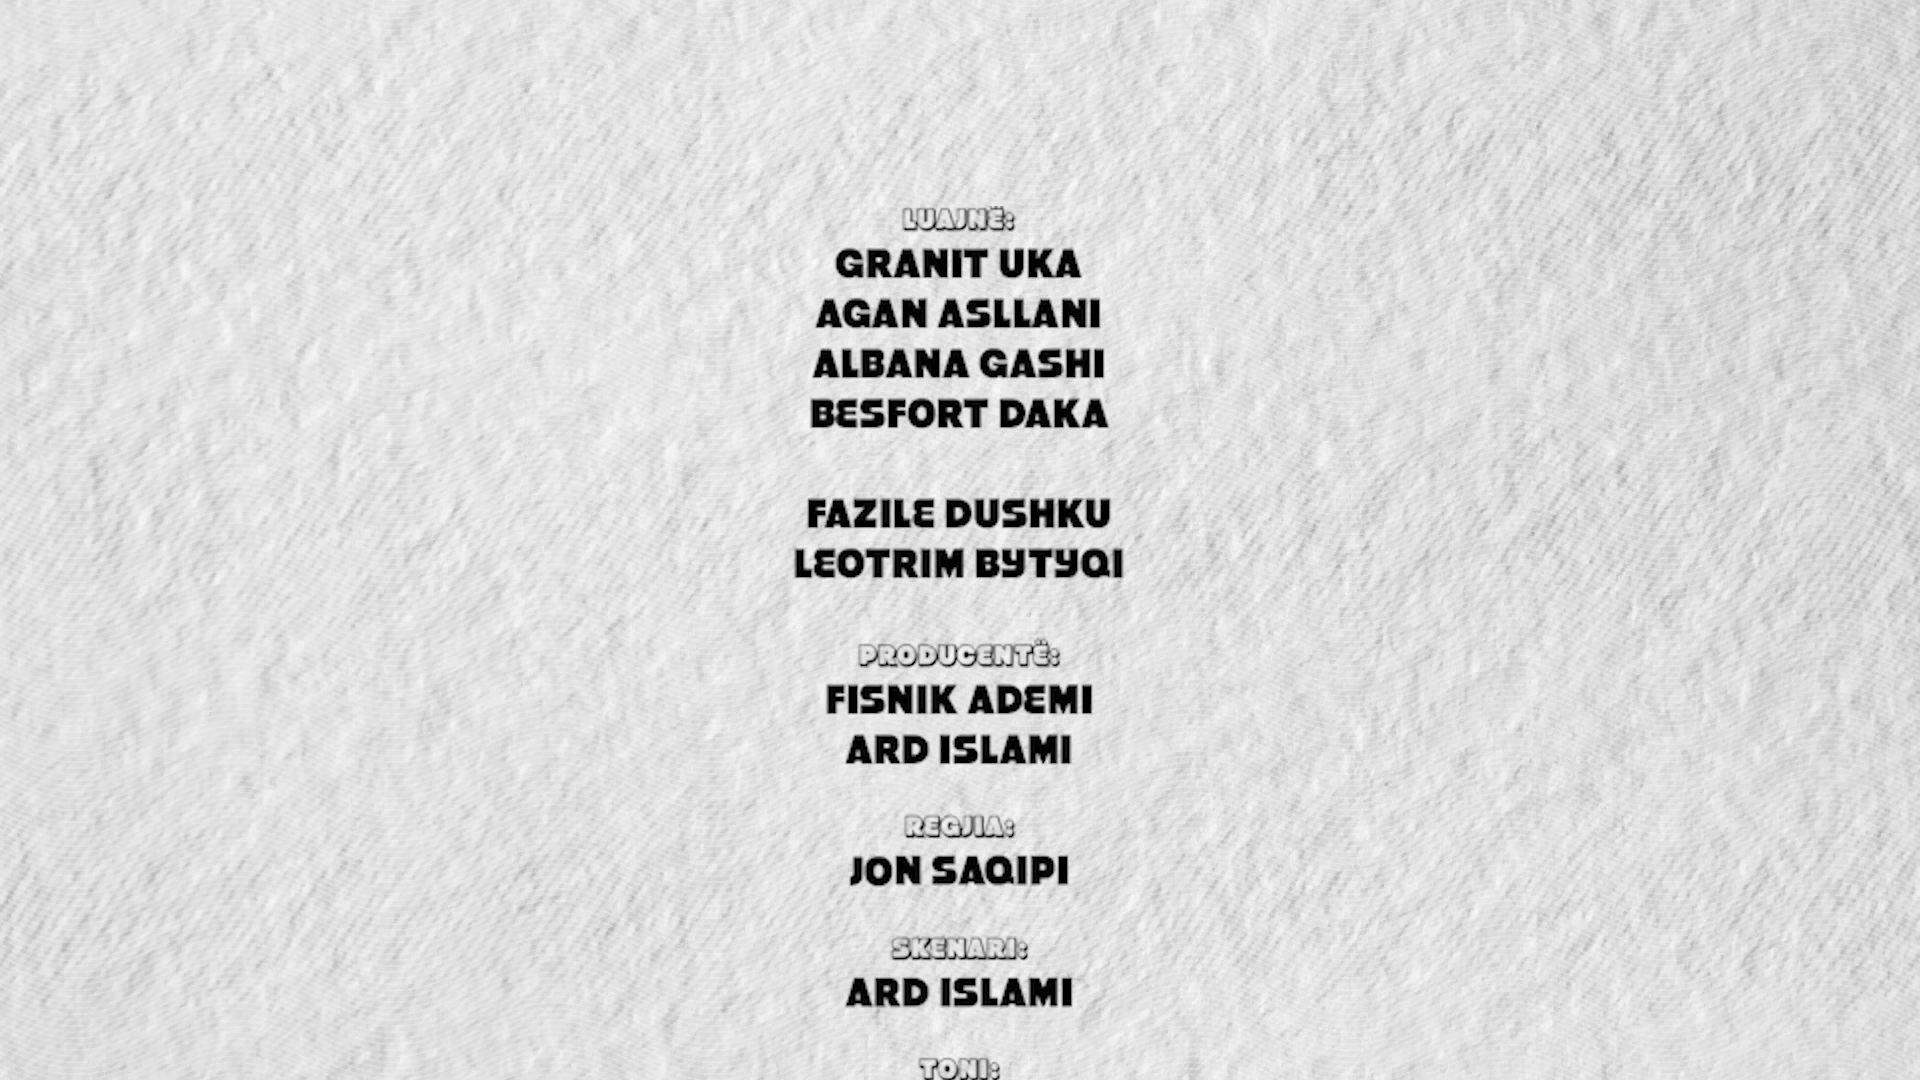 LUAJNË:
GRANIT UKA
AGAN ASLLANI
ALBANA GASHI
BESFORT DAKA
FAZILE DUSHKU
LEOTRIM BYTYQI
PRODUCENTË:
FISNIK ADEMI
ARD ISLAMI
REGJIA:
JON SAQIPI
SKENARI:
ARD ISLAMI
TONI: